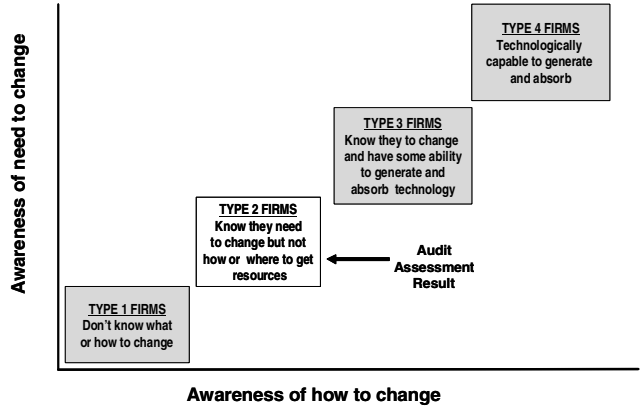 TYPE 4 FIRMS
Technologically
capable to generate
and absorb
TYPE 3 FIRMS
Know they to change
and have some ability
to generate and
absorb technology
TYPE 2 FIRMS
Know they need
to change but not
how or where to get
resources
Audit
Assessment
Result
TYPE 1 FIRMS
Don't know what
or how to change
Awareness of need to
change
Awareness of how to change